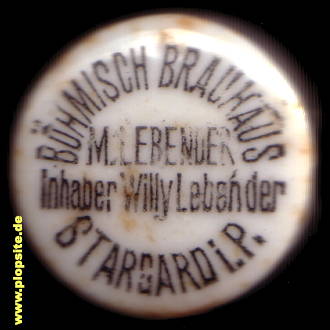 BÖHMISCH BRAUHAUS
M. LEBENDER
Inhaber Willy Lebender
STARGARD i. P.
www.plopsite.de